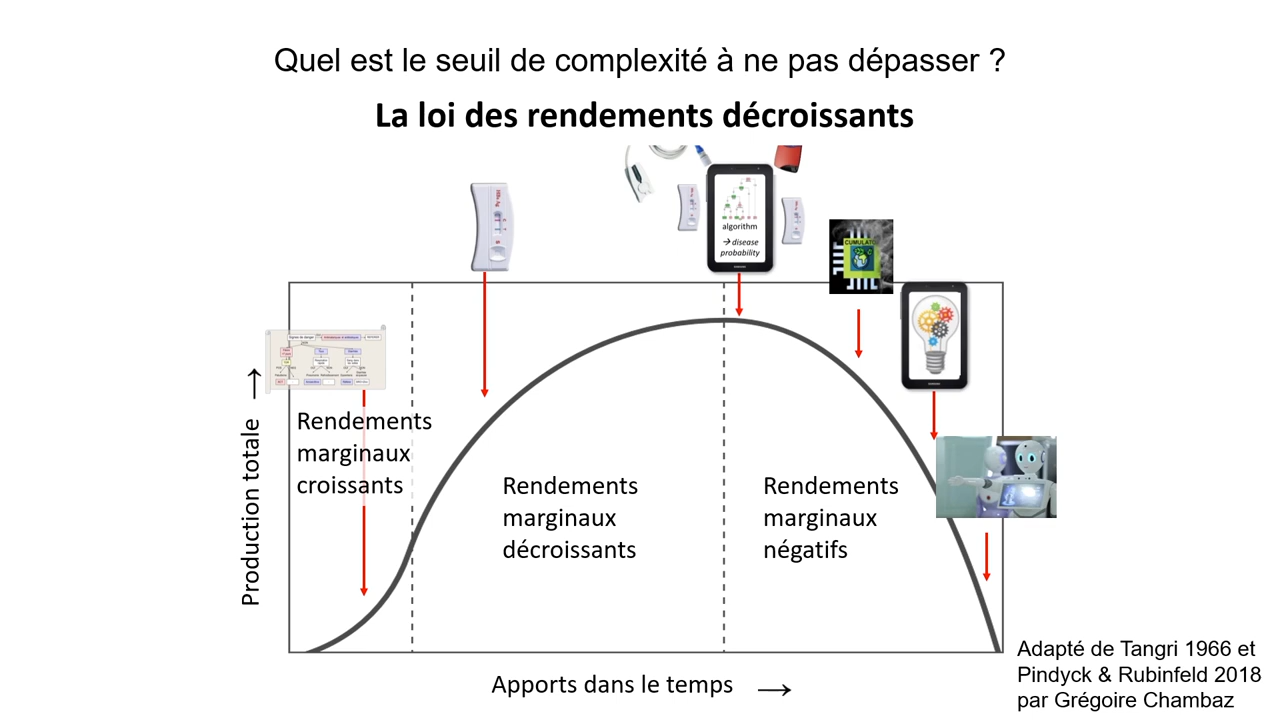 Quel est le seuil de complexité à ne pas dépasser ?
La loi des rendements décroissants
algorithm
→ disease
probability
CUMULATO
Production totale →
Rendements
marginaux
croissants
Rendements
marginaux
décroissants
Rendements
marginaux
négatifs
Apports dans le temps →
Adapté de Tangri 1966 et
Pindyck & Rubinfeld 2018
par Grégoire Chambaz